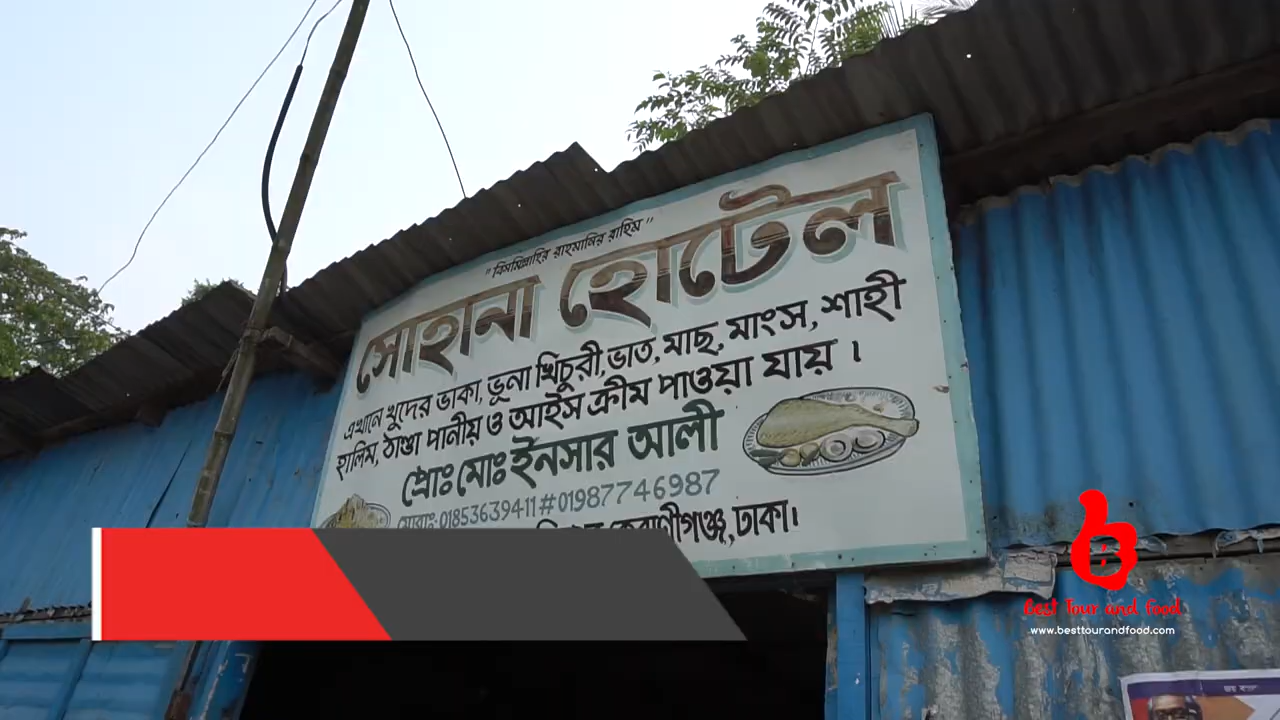 "বিসমিল্লাহির রাহমানির রাহিম"
সোহানা হোটেল
এখানে খুদের ভাকা, ভূনা খিচুরী, ভাত, মাছ, মাংস, শাহী
হালিম, ঠাণ্ডা পানীয় ও আইস ক্রীম পাওয়া যায়।
প্রোঃ মোঃ ইনসার আলী
মোবাঃ 01853639411#01987746987
কেরাণীগঞ্জ, ঢাকা।
Best Tour and Food
www.besttourandfood.com